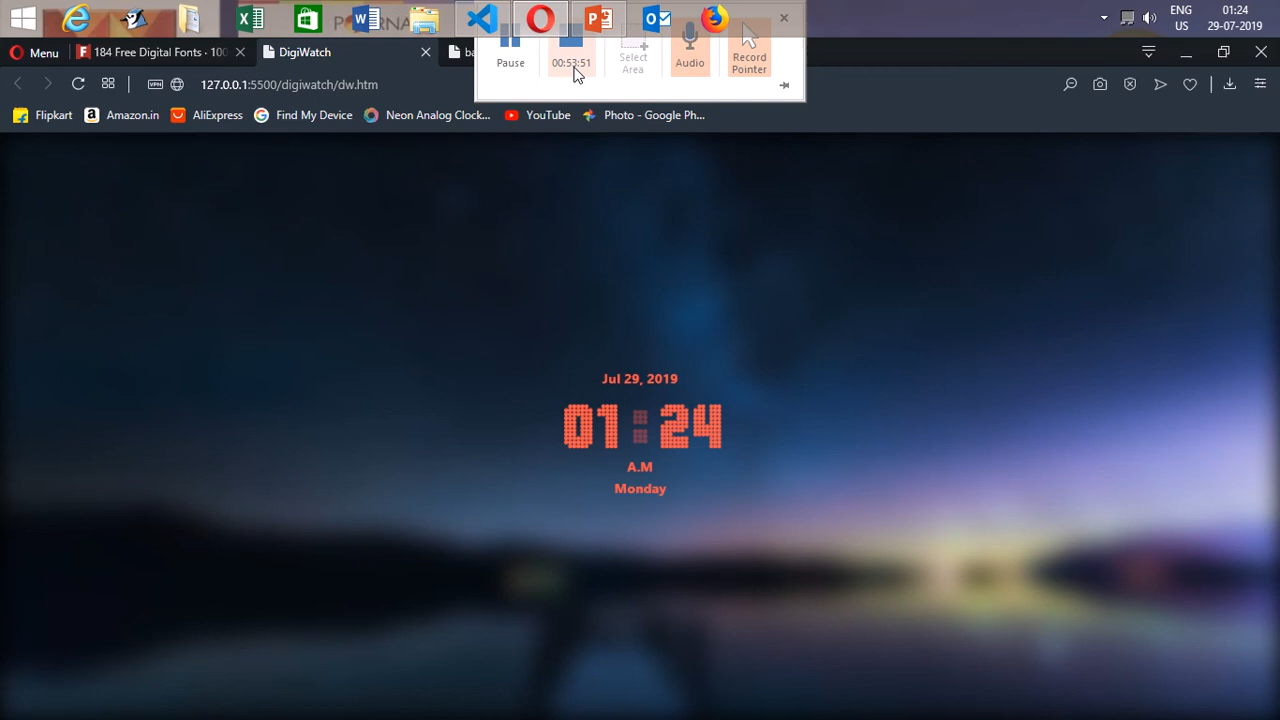 ENG
US
01:24
29-07-2019
Menu
184 Free Digital Fonts · 100
DigiWatch
ba
Pause
00:53:51
Select
Area
Audio
Record
Pointer
VPN
127.0.0.1:5500/digiwatch/dw.htm
Flipkart
Amazon.in
AliExpress
Find My Device
Neon Analog Clock...
YouTube
Photo - Google Ph...
Jul 29, 2019
01:24
A.M
Monday